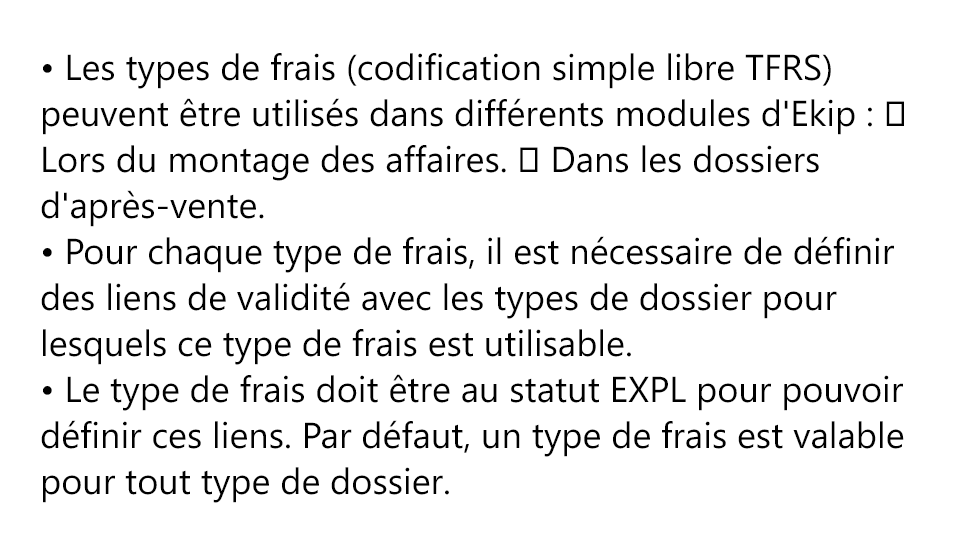 • Les types de frais (codification simple libre TFRS)
peuvent être utilisés dans différents modules d'Ekip : □
Lors du montage des affaires. □ Dans les dossiers
d'après-vente.
• Pour chaque type de frais, il est nécessaire de définir
des liens de validité avec les types de dossier pour
lesquels ce type de frais est utilisable.
• Le type de frais doit être au statut EXPL pour pouvoir
définir ces liens. Par défaut, un type de frais est valable
pour tout type de dossier.